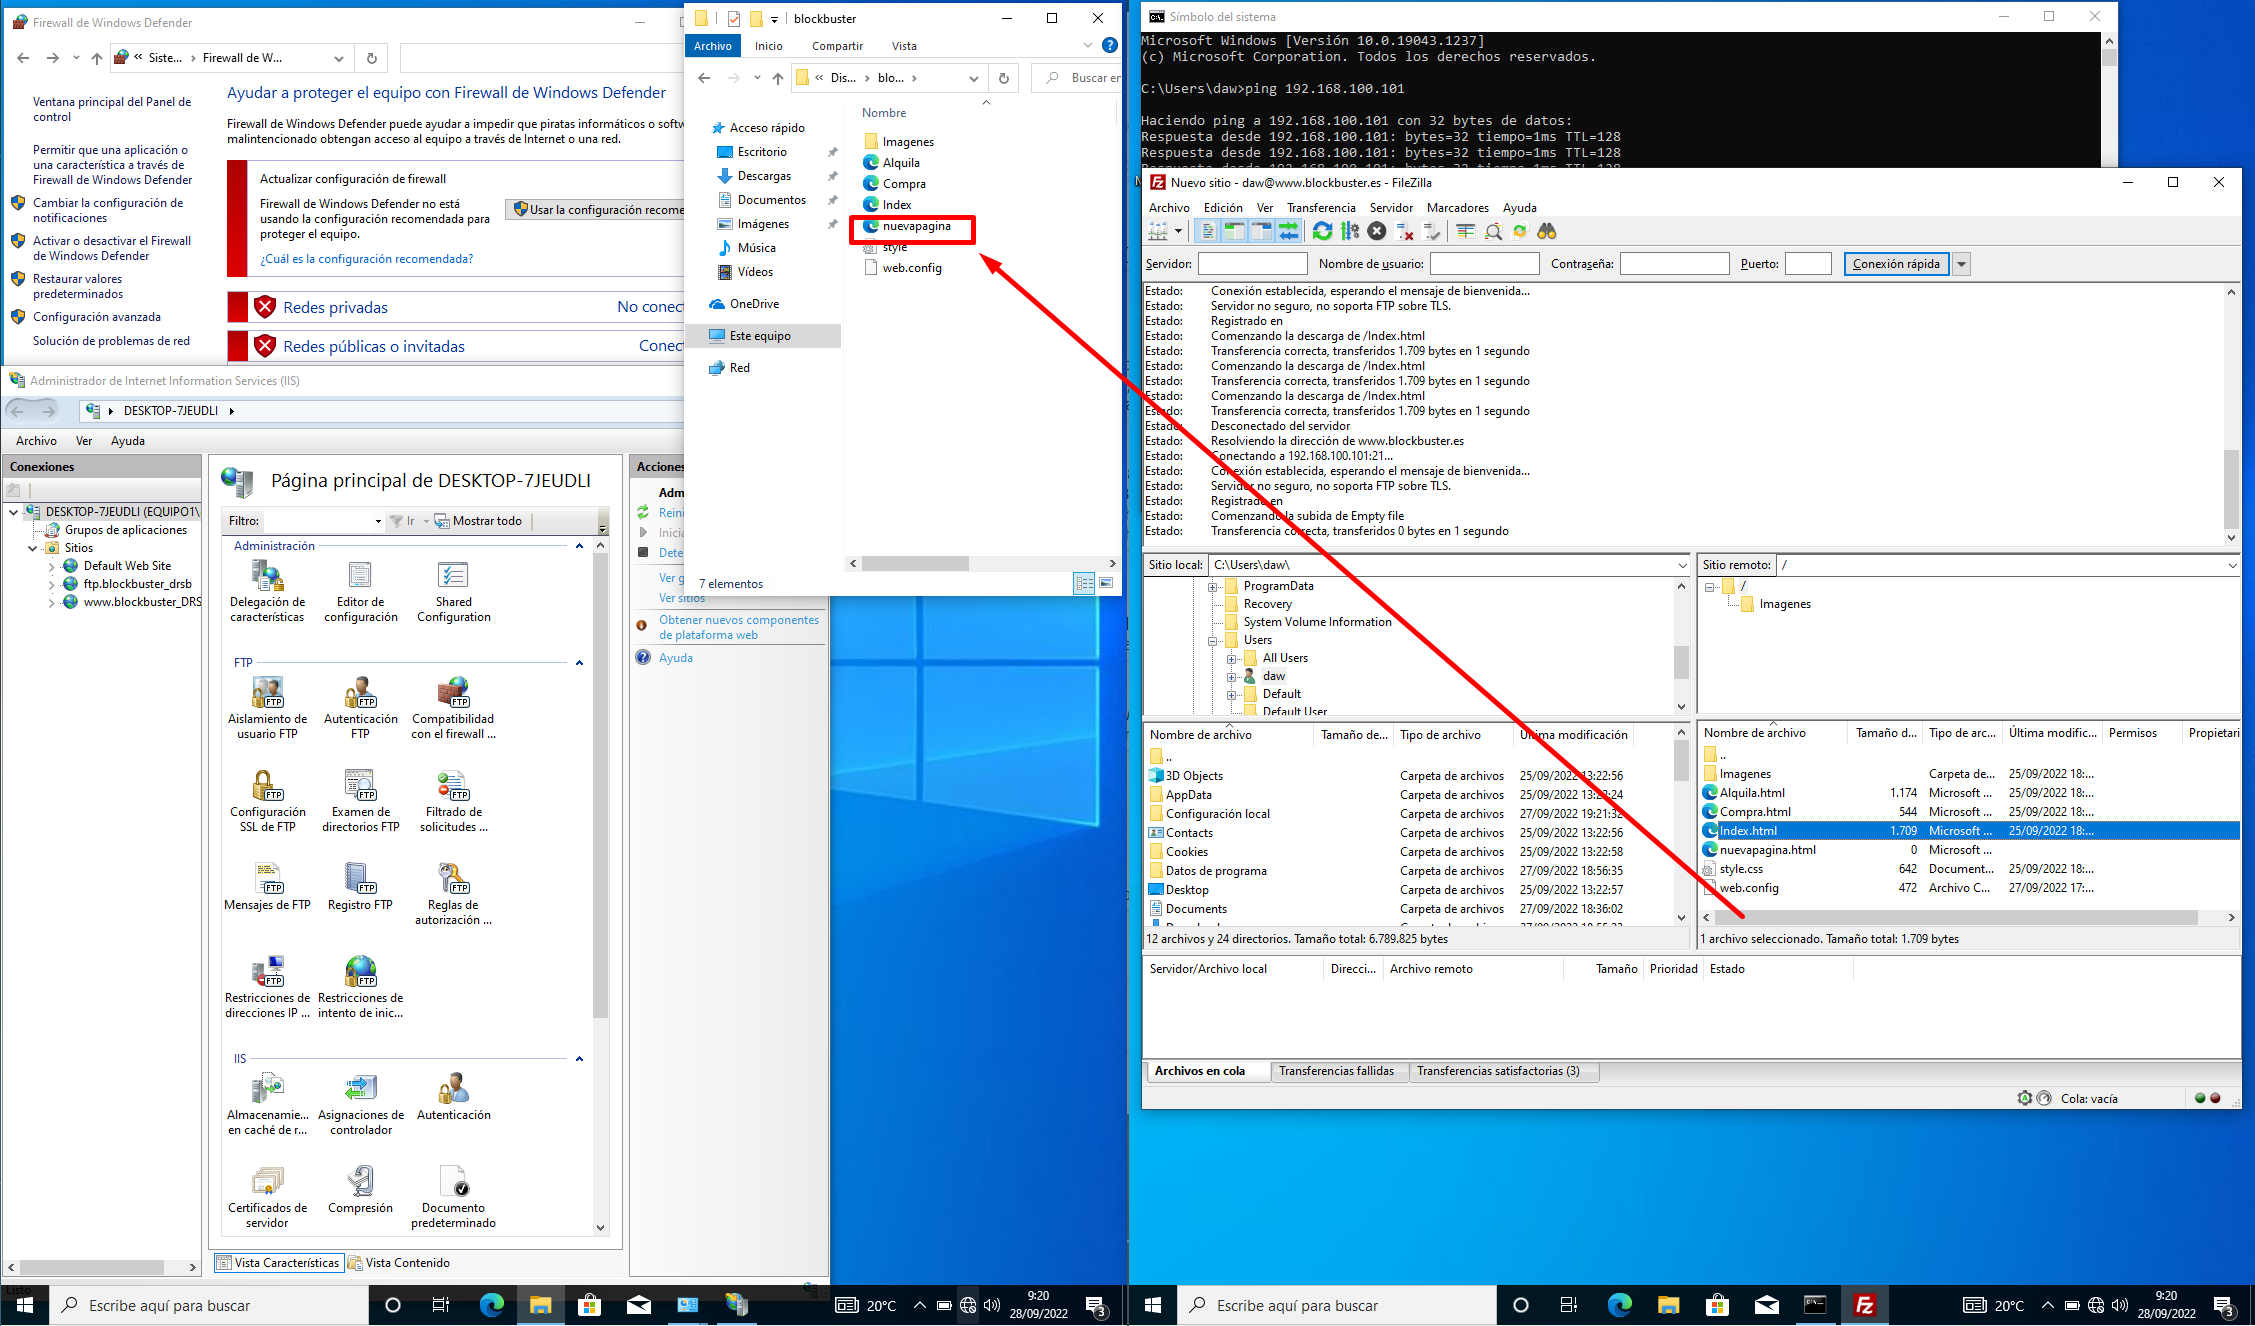 Firewall de Windows Defender
« Siste... › Firewall de W...
Ventana principal del Panel de
control
Permitir que una aplicación o
una característica a través de
Firewall de Windows Defender
Cambiar la configuración de
notificaciones
Activar o desactivar el Firewall
de Windows Defender
Restaurar valores
predeterminados
Configuración avanzada
Solución de problemas de red
Ayudar a proteger el equipo con Firewall de Windows Defender
Firewall de Windows Defender puede ayudar a impedir que piratas informáticos o softw
malintencionado obtengan acceso al equipo a través de Internet o una red.
Actualizar configuración de firewall
Firewall de Windows Defender no está
usando la configuración recomendada para
proteger el equipo.
Usar la configuración recome
¿Cuál es la configuración recomendada?
Redes privadas No conec
Redes públicas o invitadas Conect
blockbuster
Archivo Inicio Compartir Vista
« Dis... › blo... ›
Buscar en
Acceso rápido
Escritorio
Descargas
Documentos
Imágenes
Música
Vídeos
OneDrive
Este equipo
Red
Nombre
Imagenes
Alquila
Compra
Index
nuevapagina
style
web.config
7 elementos
Administrador de Internet Information Services (IIS)
DESKTOP-7JEUDLI
Archivo Ver Ayuda
Conexiones
DESKTOP-7JEUDLI (EQUIPO1\
Grupos de aplicaciones
Sitios
Default Web Site
ftp.blockbuster_drsb
www.blockbuster_DRS
Página principal de DESKTOP-7JEUDLI
Filtro: Ir Mostrar todo
Administración
Delegación de
características
Editor de
configuración
Shared
Configuration
FTP
Aislamiento de
usuario FTP
Autenticación
FTP
Compatibilidad
con el firewall ...
Configuración
SSL de FTP
Examen de
directorios FTP
Filtrado de
solicitudes ...
Mensajes de FTP
Registro FTP
Reglas de
autorización ...
Restricciones de
direcciones IP ...
Restricciones de
intento de inic...
IIS
Almacenamie...
en caché de r...
Asignaciones de
controlador
Autenticación
Certificados de
servidor
Compresión
Documento
predeterminado
Vista Características Vista Contenido
Listo
Acciones
Adm
Reini
Inicia
Dete
Ver g
Ver sitios
Obtener nuevos componentes
de plataforma web
Ayuda
Escribe aquí para buscar
20°C
9:20
28/09/2022
3
Símbolo del sistema
Microsoft Windows [Versión 10.0.19043.1237]
(c) Microsoft Corporation. Todos los derechos reservados.
C:\Users\daw>ping 192.168.100.101
Haciendo ping a 192.168.100.101 con 32 bytes de datos:
Respuesta desde 192.168.100.101: bytes=32 tiempo=1ms TTL=128
Respuesta desde 192.168.100.101: bytes=32 tiempo=1ms TTL=128
Respuesta desde 192.168.100.101: bytes=32 tiempo=1ms TTL=128
Nuevo sitio - daw@www.blockbuster.es - FileZilla
Archivo Edición Ver Transferencia Servidor Marcadores Ayuda
Servidor: Nombre de usuario: Contraseña: Puerto: Conexión rápida
Estado: Conexión establecida, esperando el mensaje de bienvenida...
Estado: Servidor no seguro, no soporta FTP sobre TLS.
Estado: Registrado en
Estado: Comenzando la descarga de /Index.html
Estado: Transferencia correcta, transferidos 1.709 bytes en 1 segundo
Estado: Comenzando la descarga de /Index.html
Estado: Transferencia correcta, transferidos 1.709 bytes en 1 segundo
Estado: Comenzando la descarga de /Index.html
Estado: Transferencia correcta, transferidos 1.709 bytes en 1 segundo
Estado: Desconectado del servidor
Estado: Resolviendo la dirección de www.blockbuster.es
Estado: Conectando a 192.168.100.101:21...
Estado: Conexión establecida, esperando el mensaje de bienvenida...
Estado: Servidor no seguro, no soporta FTP sobre TLS.
Estado: Registrado en
Estado: Comenzando la subida de Empty file
Estado: Transferencia correcta, transferidos 0 bytes en 1 segundo
Sitio local: C:\Users\daw\
ProgramData
Recovery
System Volume Information
Users
All Users
daw
Default
Default User
Nombre de archivo Tamaño de... Tipo de archivo Última modificación
..
3D Objects Carpeta de archivos 25/09/2022 13:22:56
AppData Carpeta de archivos 25/09/2022 13:22:24
Configuración local Carpeta de archivos 27/09/2022 19:21:32
Contacts Carpeta de archivos 25/09/2022 13:22:56
Cookies Carpeta de archivos 25/09/2022 13:22:58
Datos de programa Carpeta de archivos 27/09/2022 18:56:35
Desktop Carpeta de archivos 25/09/2022 13:22:57
Documents Carpeta de archivos 27/09/2022 18:36:02
12 archivos y 24 directorios. Tamaño total: 6.789.825 bytes
Sitio remoto: /
/
Imagenes
Nombre de archivo Tamaño d... Tipo de arc... Última modific... Permisos Propietari
..
Imagenes Carpeta de... 25/09/2022 18:...
Alquila.html 1.174 Microsoft ... 25/09/2022 18:...
Compra.html 544 Microsoft ... 25/09/2022 18:...
Index.html 1.709 Microsoft ... 25/09/2022 18:...
nuevapagina.html 0 Microsoft ...
style.css 642 Document... 25/09/2022 18:...
web.config 472 Archivo C... 27/09/2022 17:...
1 archivo seleccionado. Tamaño total: 1.709 bytes
Servidor/Archivo local Direcci... Archivo remoto Tamaño Prioridad Estado
Archivos en cola Transferencias fallidas Transferencias satisfactorias (3)
Cola: vacía
Escribe aquí para buscar
20°C
9:20
28/09/2022
3